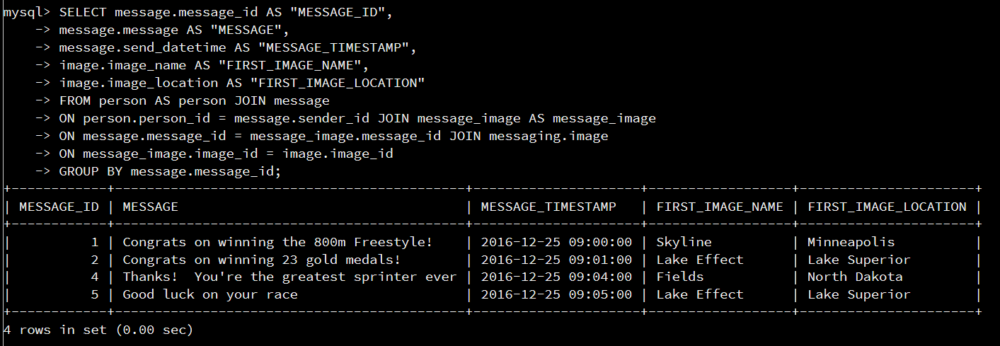 mysql> SELECT message.message_id AS "MESSAGE_ID",
    -> message.message AS "MESSAGE",
    -> message.send_datetime AS "MESSAGE_TIMESTAMP",
    -> image.image_name AS "FIRST_IMAGE_NAME",
    -> image.image_location AS "FIRST_IMAGE_LOCATION"
    -> FROM person AS person JOIN message
    -> ON person.person_id = message.sender_id JOIN message_image AS message_image
    -> ON message.message_id = message_image.message_id JOIN messaging.image
    -> ON message_image.image_id = image.image_id
    -> GROUP BY message.message_id;
+------------+--------------------------------------------+---------------------+------------------+----------------------+
| MESSAGE_ID | MESSAGE                                    | MESSAGE_TIMESTAMP   | FIRST_IMAGE_NAME | FIRST_IMAGE_LOCATION |
+------------+--------------------------------------------+---------------------+------------------+----------------------+
|          1 | Congrats on winning the 800m Freestyle!    | 2016-12-25 09:00:00 | Skyline          | Minneapolis          |
|          2 | Congrats on winning 23 gold medals!        | 2016-12-25 09:01:00 | Lake Effect      | Lake Superior        |
|          4 | Thanks!  You're the greatest sprinter ever | 2016-12-25 09:04:00 | Fields           | North Dakota         |
|          5 | Good luck on your race                     | 2016-12-25 09:05:00 | Lake Effect      | Lake Superior        |
+------------+--------------------------------------------+---------------------+------------------+----------------------+
4 rows in set (0.00 sec)